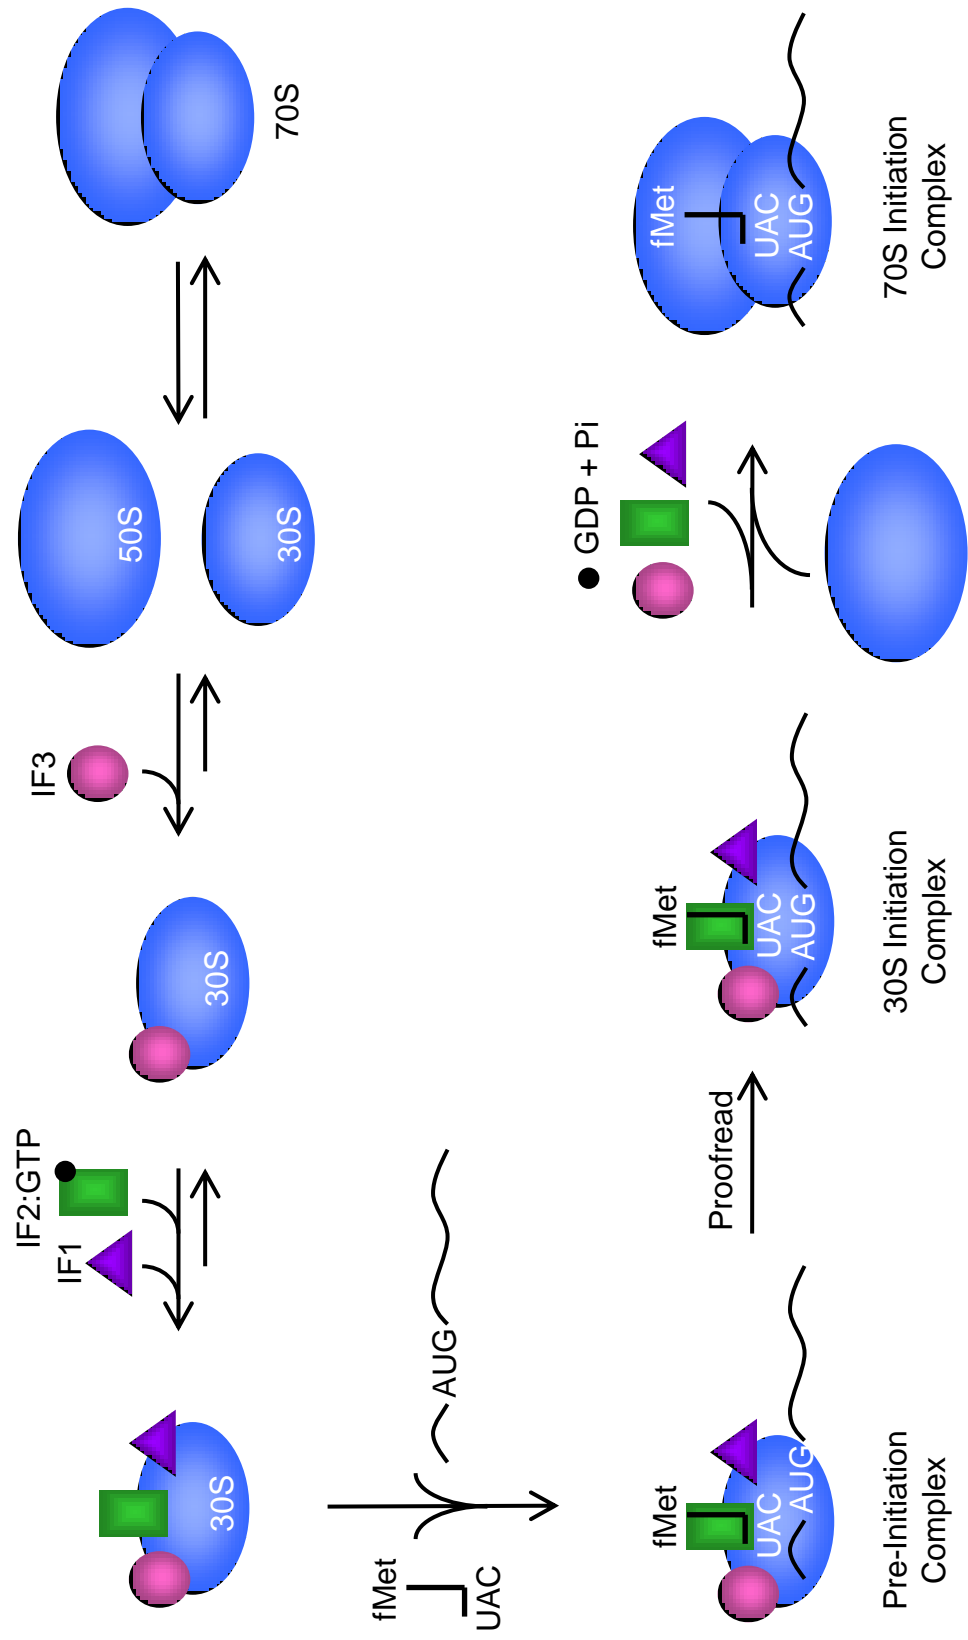 70S
50S
30S
IF3
30S
IF2:GTP
IF1
30S
fMet
UAC
AUG
fMet
UAC
AUG
Pre-Initiation
Complex
Proofread
fMet
UAC
AUG
30S Initiation
Complex
GDP + Pi
fMet
UAC
AUG
70S Initiation
Complex